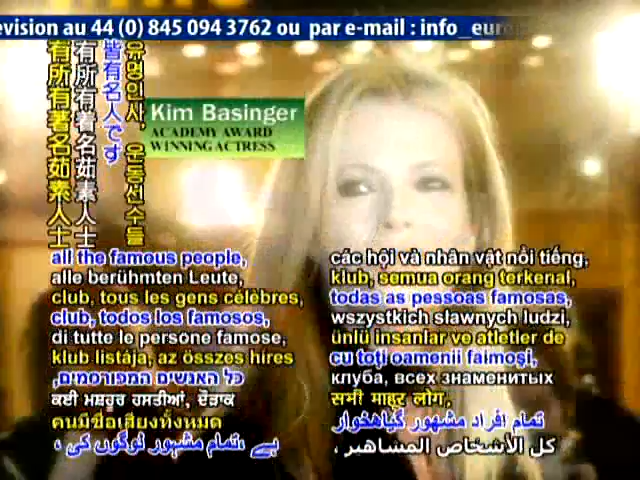 evision au 44 (0) 845 094 3762 ou par e-mail : info_euro
有所有著名茹素人士
有所有着名茹素人士
皆有名人です
유명인사, 운동선수들
Kim Basinger
ACADEMY AWARD
WINNING ACTRESS
all the famous people,
alle berühmten Leute,
club, tous les gens célèbres,
club, todos los famosos,
di tutte le persone famose,
klub listája, az összes híres
כל האנשים המפורסמים,
ਕਈ ਮਸ਼ਹੂਰ ਹਸਤੀਆਂ, ਦੌੜਾਕ
คนมีชื่อเสียงทั้งหมด
بے ،تمام مشہور لوگوں کی ،
các hội và nhân vật nổi tiếng,
klub, semua orang terkenal,
todas as pessoas famosas,
wszystkich sławnych ludzi,
ünlü insanlar ve atletler de
cu toți oamenii faimoși,
клуба, всех знаменитых
सभी माहुर लोग,
تمام افراد مشهور گیاهخوار
كل الأشخاص المشاهير ،